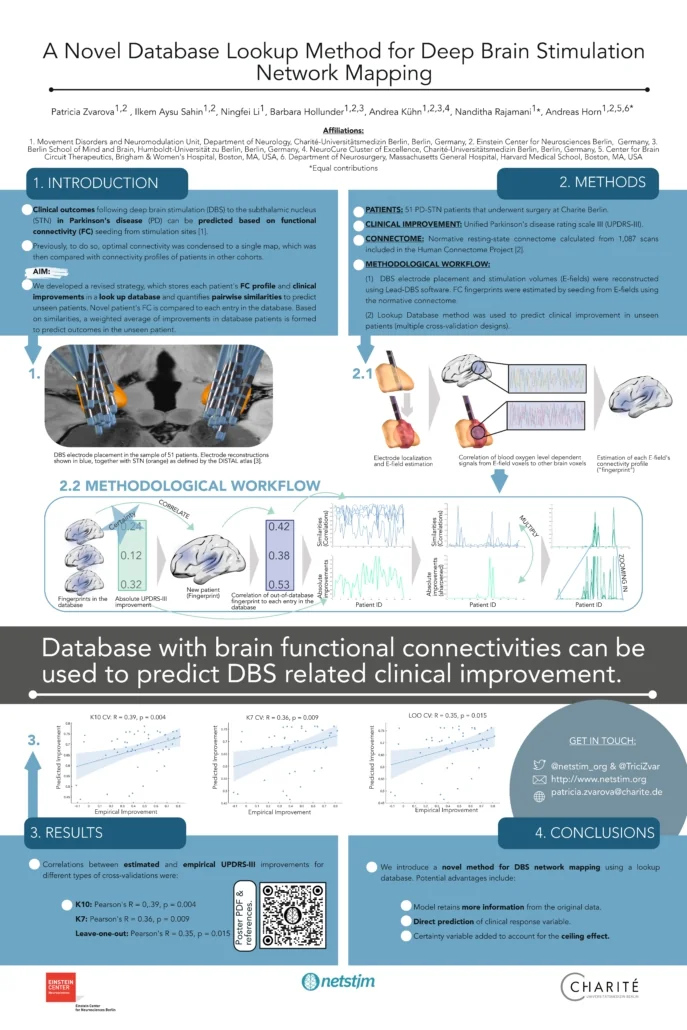 A Novel Database Lookup Method for Deep Brain Stimulation
Network Mapping
Patricia Zvarova1,2 , Ilkem Aysu Sahin1,2, Ningfei Li1, Barbara Hollunder1,2,3, Andrea Kühn1,2,3,4, Nanditha Rajamani1*, Andreas Horn1,2,5,6*
Affiliations:
1. Movement Disorders and Neuromodulation Unit, Department of Neurology, Charité-Universitätsmedizin Berlin, Berlin, Germany, 2. Einstein Center for Neurosciences Berlin, Germany, 3.
Berlin School of Mind and Brain, Humboldt-Universität zu Berlin, Berlin, Germany, 4. NeuroCure Cluster of Excellence, Charité-Universitätsmedizin Berlin, Berlin, Germany, 5. Center for Brain
Circuit Therapeutics, Brigham & Women's Hospital, Boston, MA, USA, 6. Department of Neurosurgery, Massachusetts General Hospital, Harvard Medical School, Boston, MA, USA
*Equal contributions
1. INTRODUCTION
Clinical outcomes following deep brain stimulation (DBS) to the subthalamic nucleus
(STN) in Parkinson's disease (PD) can be predicted based on functional
connectivity (FC) seeding from stimulation sites [1].
Previously, to do so, optimal connectivity was condensed to a single map, which was
then compared with connectivity profiles of patients in other cohorts.
AIM:
We developed a revised strategy, which stores each patient's FC profile and clinical
improvements in a look up database and quantifies pairwise similarities to predict
unseen patients. Novel patient's FC is compared to each entry in the database. Based
on similarities, a weighted average of improvements in database patients is formed
to predict outcomes in the unseen patient.
2. METHODS
PATIENTS: 51 PD-STN patients that underwent surgery at Charite Berlin.
CLINICAL IMPROVEMENT: Unified Parkinson's disease rating scale III (UPDRS-III).
CONNECTOME: Normative resting-state connectome calculated from 1,087 scans
included in the Human Connectome Project [2].
METHODOLOGICAL WORKFLOW:
(1) DBS electrode placement and stimulation volumes (E-fields) were reconstructed
using Lead-DBS software. FC fingerprints were estimated by seeding from E-fields using
the normative connectome.
(2) Lookup Database method was used to predict clinical improvement in unseen
patients (multiple cross-validation designs).
1.
DBS electrode placement in the sample of 51 patients. Electrode reconstructions
shown in blue, together with STN (orange) as defined by the DISTAL atlas [3].
2.1
Electrode localization
and E-field estimation
Correlation of blood oxygen level dependent
signals from E-field voxels to other brain voxels
Estimation of each E-field's
connectivity profile
("fingerprint")
2.2 METHODOLOGICAL WORKFLOW
Certainty
CORRELATE
0.24
0.12
0.32
Fingerprints in the
database
Absolute UPDRS-III
improvement
New patient
(Fingerprint)
0.42
0.38
0.53
Correlation of out-of-database
fingerprint to each entry in the
database
Similarities
(Correlations)
Absolute
improvements
Patient ID
Similarities
(Correlations)
Absolute
improvements
(sharpened)
Patient ID
MULTIPLY
ZOOMING IN
Patient ID
Database with brain functional connectivities can be
used to predict DBS related clinical improvement.
3.
K10 CV: R = 0.39, p = 0.004
Predicted Improvement
Empirical Improvement
K7 CV: R = 0.36, p = 0.009
Predicted Improvement
Empirical Improvement
LOO CV: R = 0.35, p = 0.015
Predicted Improvement
Empirical Improvement
GET IN TOUCH:
@netstim_org & @TriciZvar
http://www.netstim.org
patricia.zvarova@charite.de
3. RESULTS
Correlations between estimated and empirical UPDRS-III improvements for
different types of cross-validations were:
K10: Pearson's R = 0,.39, p = 0.004
K7: Pearson's R = 0.36, p = 0.009
Leave-one-out: Pearson's R = 0.35, p = 0.015
Poster PDF &
references.
4. CONCLUSIONS
We introduce a novel method for DBS network mapping using a lookup
database. Potential advantages include:
Model retains more information from the original data.
Direct prediction of clinical response variable.
Certainty variable added to account for the ceiling effect.
EINSTEIN
CENTER
Neurosciences
Einstein Center
for Neurosciences Berlin
netstim
CHARITÉ
UNIVERSITÄTSMEDIZIN BERLIN